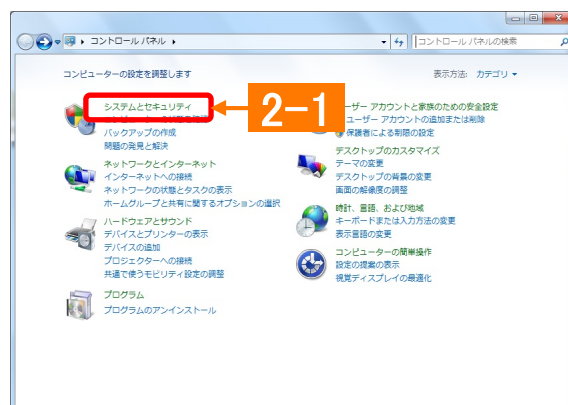 コントロール パネル
コントロール パネルの検索
コンピューターの設定を調整します
表示方法: カテゴリ
システムとセキュリティ
バックアップの作成
問題の発見と解決
ネットワークとインターネット
インターネットへの接続
ネットワークの状態とタスクの表示
ホームグループと共有に関するオプションの選択
ハードウェアとサウンド
デバイスとプリンターの表示
デバイスの追加
プロジェクターへの接続
共通で使うモビリティ設定の調整
プログラム
プログラムのアンインストール
2-1
ーザー アカウントと家族のための安全設定
ユーザー アカウントの追加または削除
保護者による制限の設定
デスクトップのカスタマイズ
テーマの変更
デスクトップの背景の変更
画面の解像度の調整
時計、言語、および地域
キーボードまたは入力方法の変更
表示言語の変更
コンピューターの簡単操作
設定の提案の表示
視覚ディスプレイの最適化